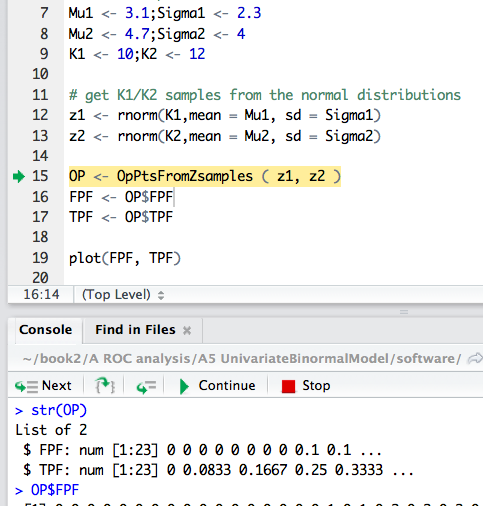 7 Mu1 <- 3.1;Sigma1 <- 2.3
8 Mu2 <- 4.7;Sigma2 <- 4
9 K1 <- 10;K2 <- 12
10
11 # get K1/K2 samples from the normal distributions
12 z1 <- rnorm(K1,mean = Mu1, sd = Sigma1)
13 z2 <- rnorm(K2,mean = Mu2, sd = Sigma2)
14
15 OP <- OpPtsFromZsamples ( z1, z2 )
16 FPF <- OP$FPF
17 TPF <- OP$TPF
18
19 plot(FPF, TPF)
20
16:14 (Top Level)
Console Find in Files
~/book2/A ROC analysis/A5 UnivariateBinormalModel/software/
Next Continue Stop
> str(OP)
List of 2
$ FPF: num [1:23] 0 0 0 0 0 0 0 0 0.1 0.1 ...
$ TPF: num [1:23] 0 0.0833 0.1667 0.25 0.3333 ...
> OP$FPF